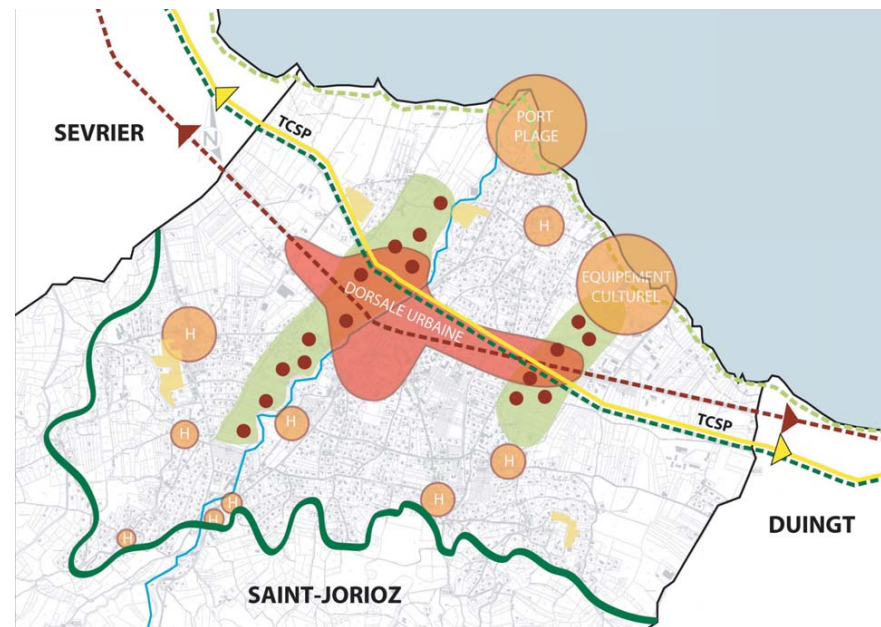 PORT
PLAGE
SEVRIER
TCSP
N
H
EQUIPEMENT
CULTUREL
DORSALE URBAINE
H
TCSP
H
H
H
H
H
H
H
DUINGT
SAINT-JORIOZ